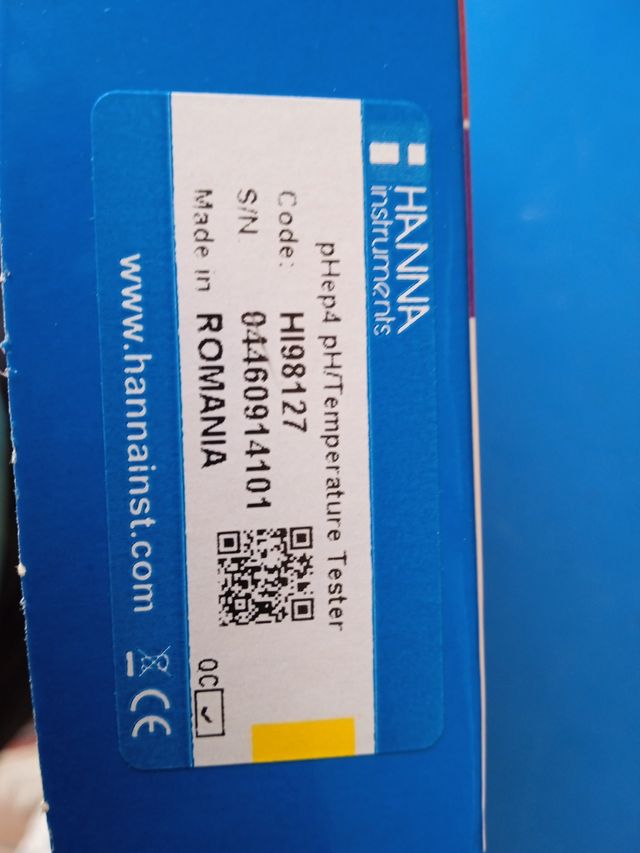 HANNA
instruments
pHep4 pH/Temperature Tester
Code: HI98127
S/N. 04460914101
Made in ROMANIA
QC
www.hannainst.com
CE